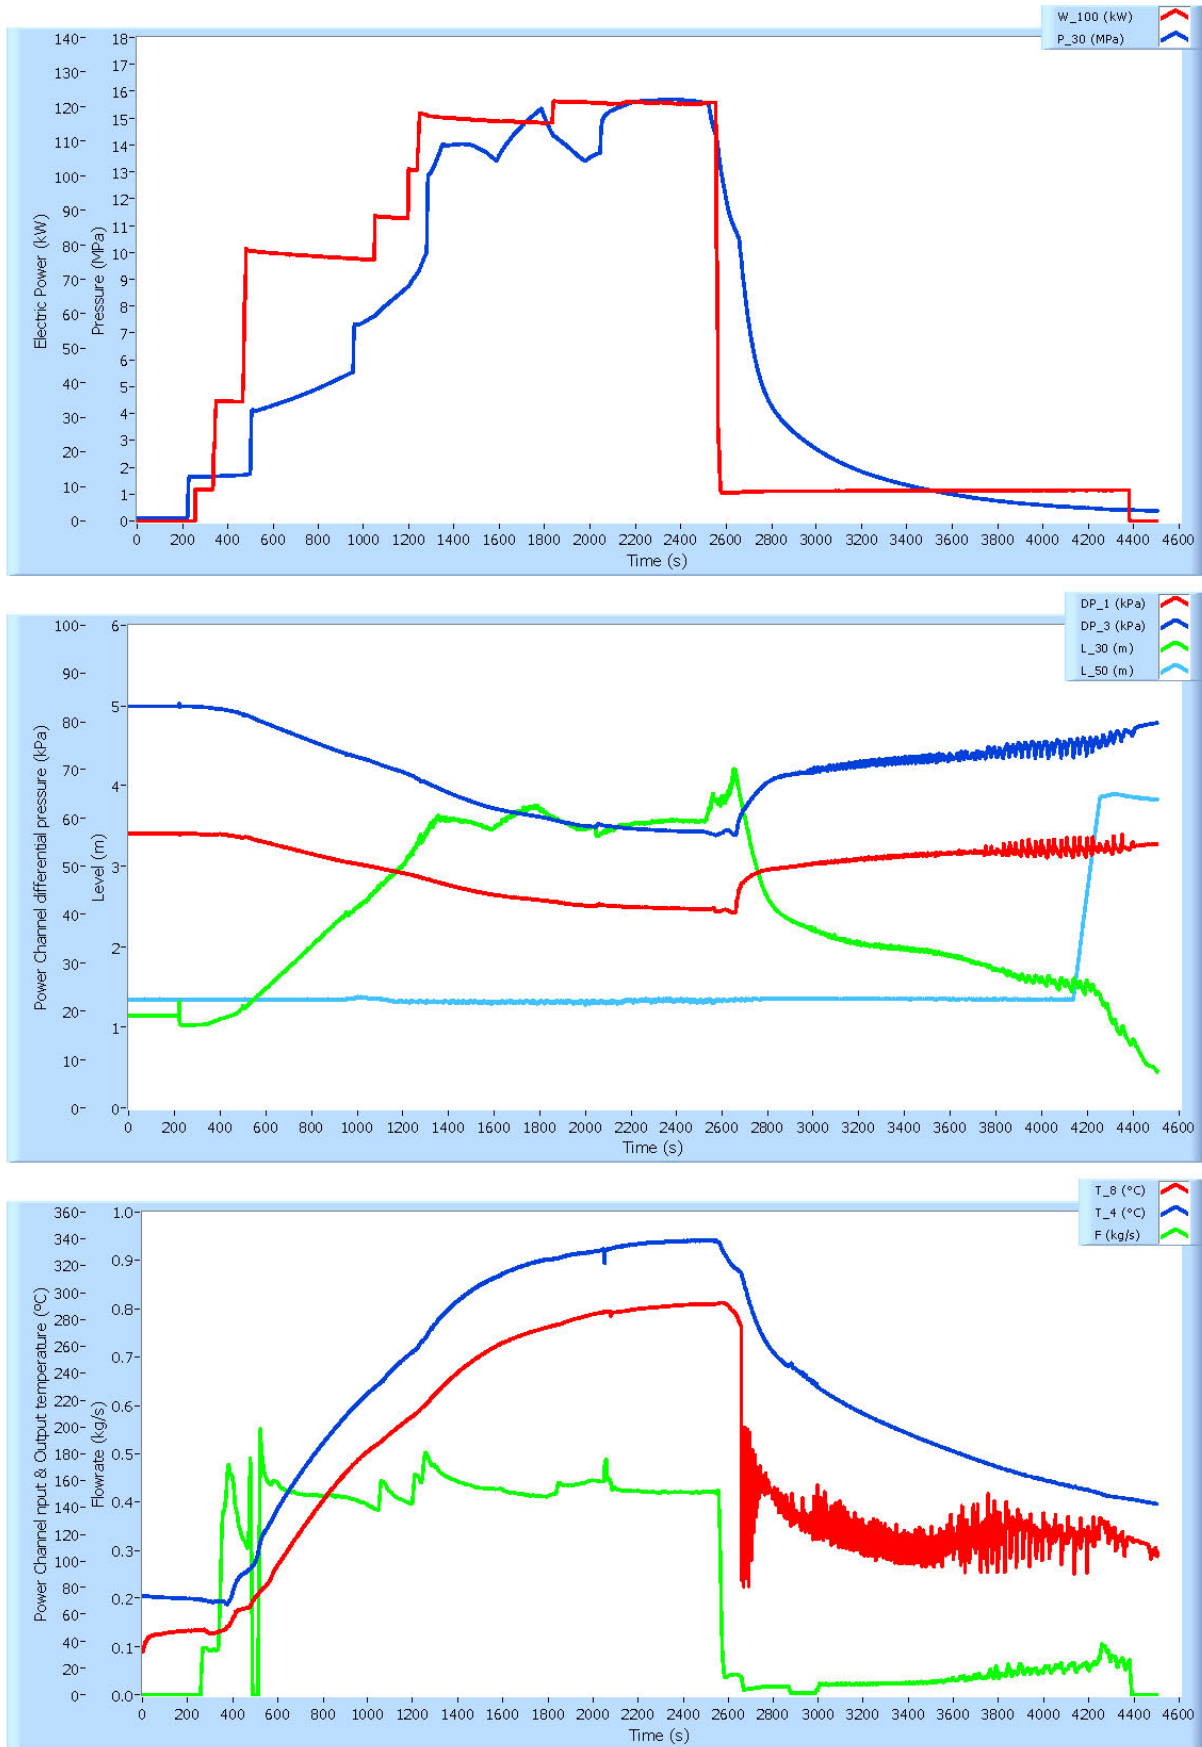 W_100 (kW)
P_30 (MPa)
140- 18-
130- 17-
120- 16-
15-
110- 14-
100- 13-
12-
90- 11-
80- 10-
70- 9-
60- 8-
50- 7-
6-
40- 5-
30- 4-
20- 3-
2-
10- 1-
0- 0-
Electric Power (kW)
Pressure (MPa)
0 200 400 600 800 1000 1200 1400 1600 1800 2000 2200 2400 2600 2800 3000 3200 3400 3600 3800 4000 4200 4400 4600
Time (s)
DP_1 (kPa)
DP_3 (kPa)
L_30 (m)
L_50 (m)
100- 6-
90-
80- 5-
70- 4-
60-
50- 3-
40-
30- 2-
20- 1-
10-
0- 0-
Power Channel differential pressure (kPa)
Level (m)
0 200 400 600 800 1000 1200 1400 1600 1800 2000 2200 2400 2600 2800 3000 3200 3400 3600 3800 4000 4200 4400 4600
Time (s)
T_8 (°C)
T_4 (°C)
F (kg/s)
360- 1.0-
340-
320- 0.9-
300-
280- 0.8-
260- 0.7-
240-
220- 0.6-
200-
180- 0.5-
160-
140- 0.4-
120- 0.3-
100-
80- 0.2-
60-
40- 0.1-
20-
0- 0.0-
Power Channel nput & Output temperature (ºC)
Flowrate (kg/s)
0 200 400 600 800 1000 1200 1400 1600 1800 2000 2200 2400 2600 2800 3000 3200 3400 3600 3800 4000 4200 4400 4600
Time (s)